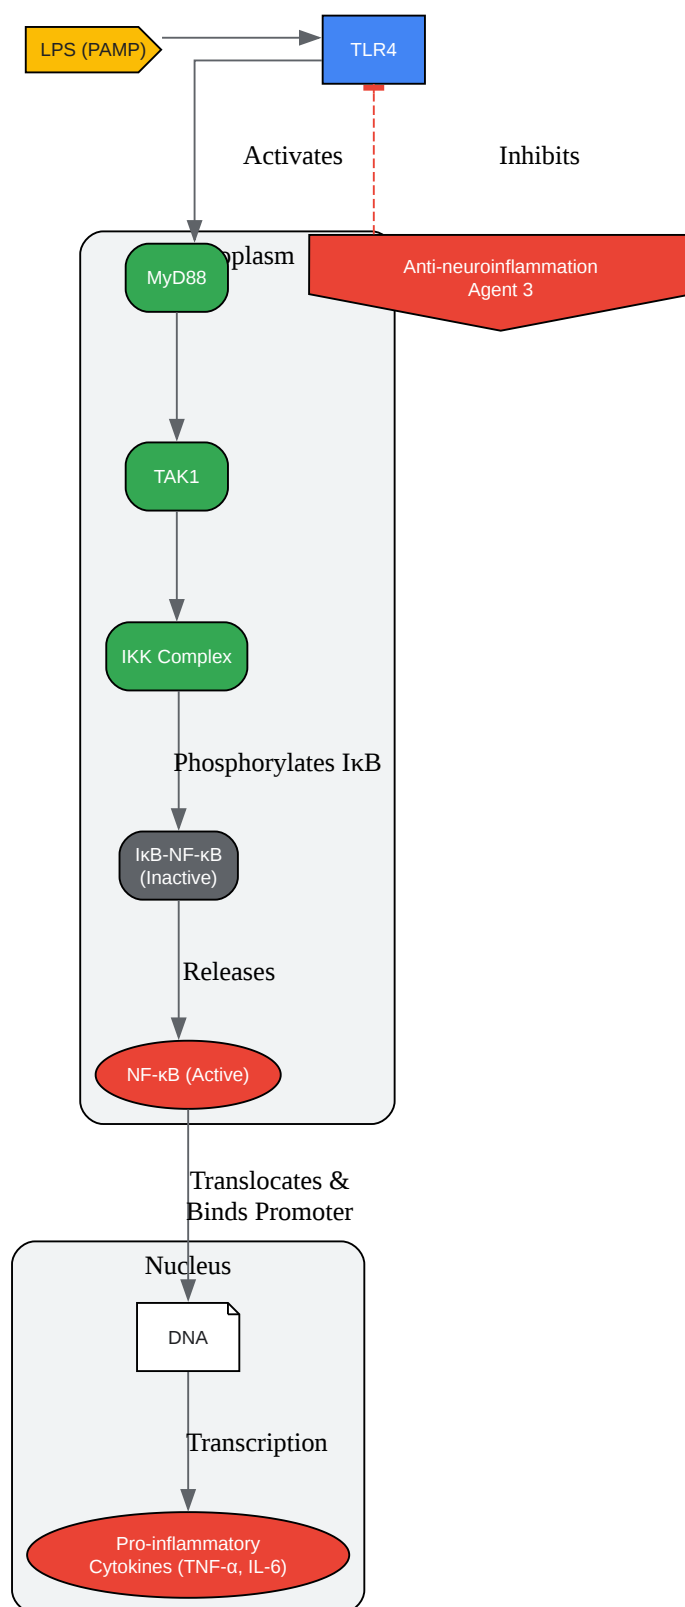 LPS (PAMP)
TLR4
Activates
Inhibits
oplasm
MyD88
Anti-neuroinflammation
Agent 3
TAK1
IKK Complex
Phosphorylates IκB
IκB-NF-κB
(Inactive)
Releases
NF-κB (Active)
Translocates &
Binds Promoter
Nucleus
DNA
Transcription
Pro-inflammatory
Cytokines (TNF-α, IL-6)